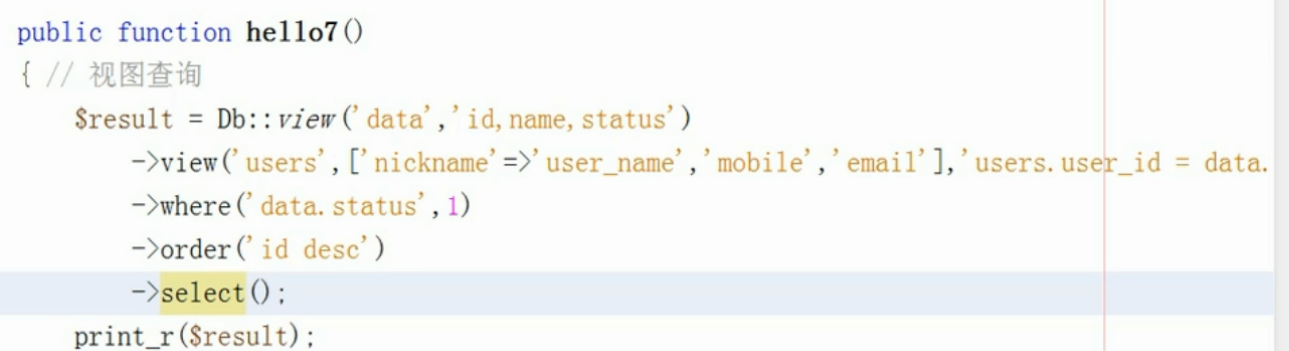 public function hello7()
{ // 视图查询
$result = Db::view('data','id,name,status')
->view('users',['nickname'=>'user_name','mobile','email'],'users.user_id = data.
->where('data.status',1)
->order('id desc')
->select();
print_r($result);